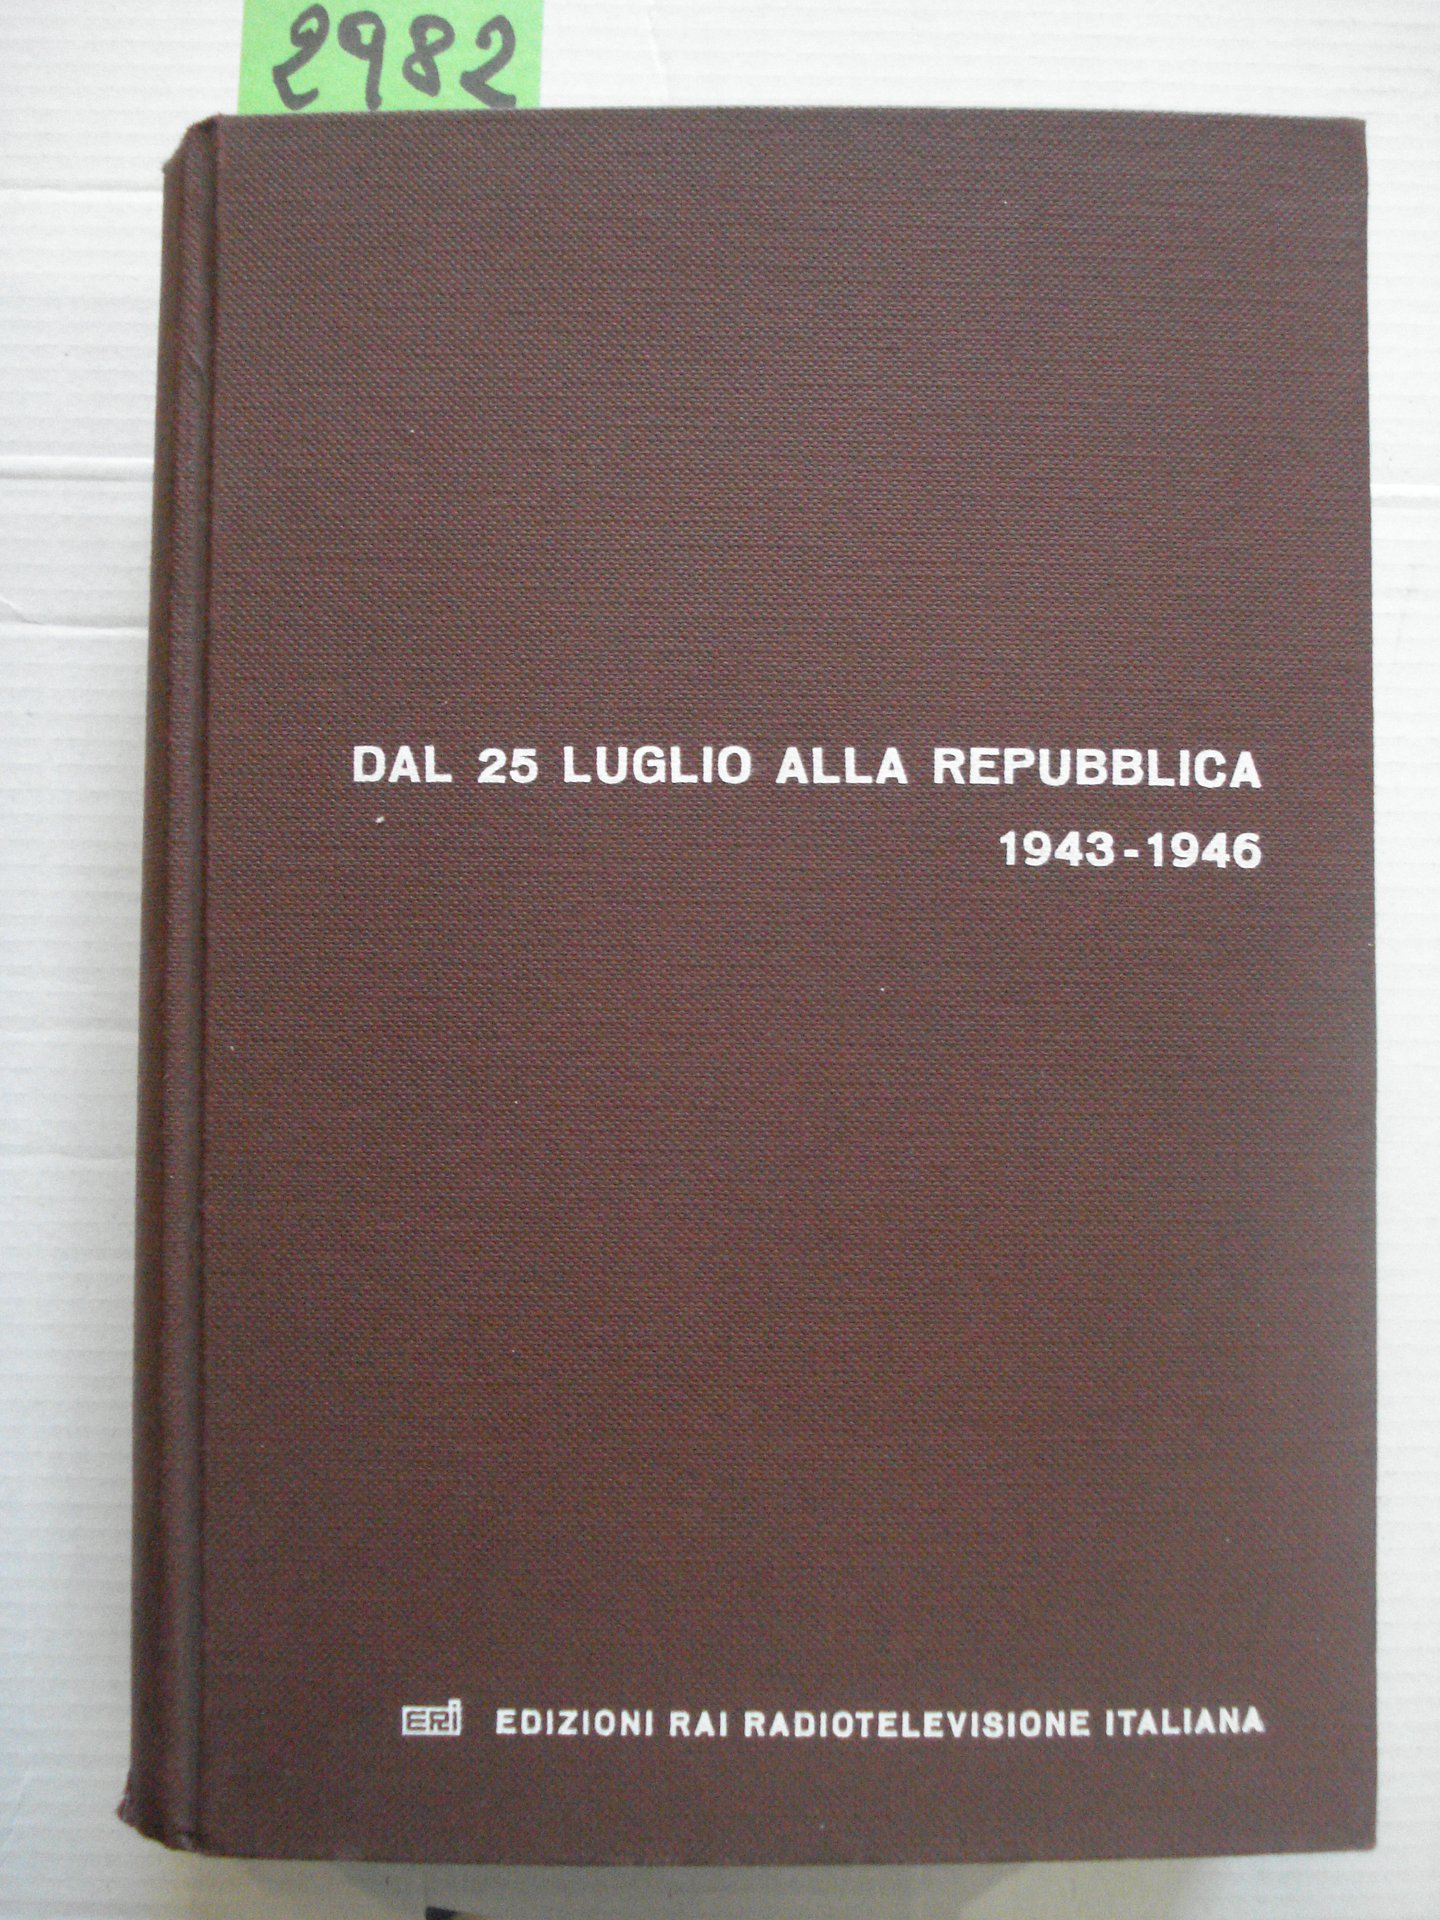 2982
DAL 25 LUGLIO ALLA REPUBBLICA
1943-1946
ERI EDIZIONI RAI RADIOTELEVISIONE ITALIANA